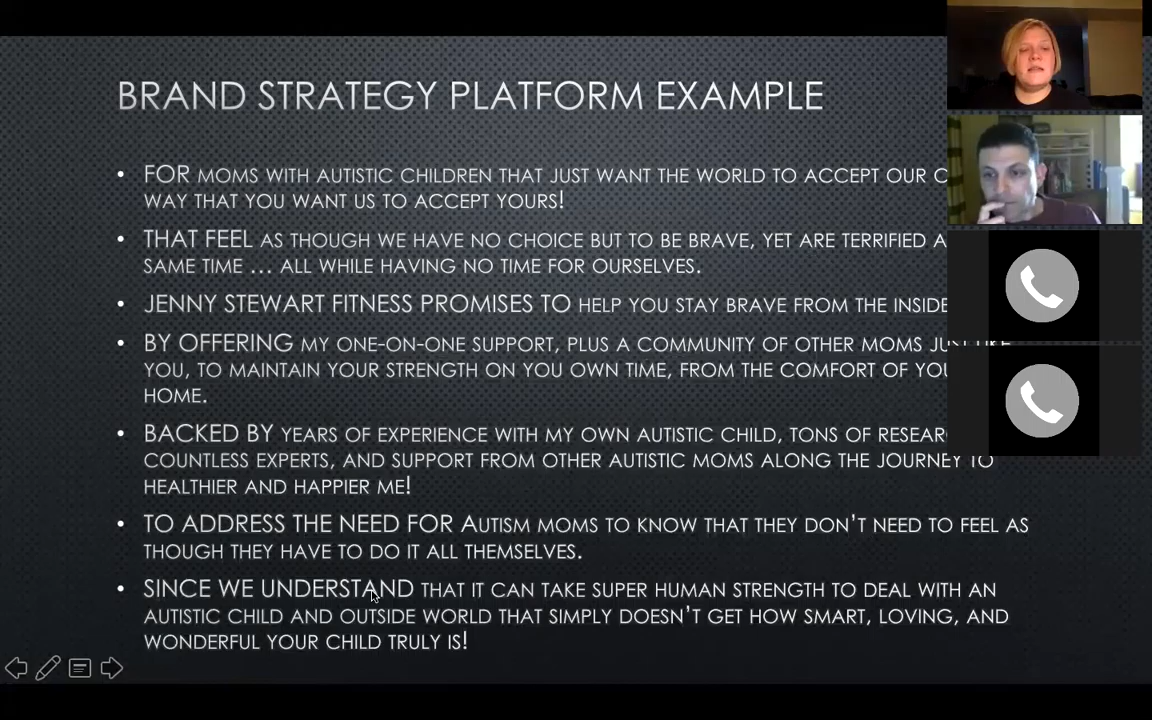 BRAND STRATEGY PLATFORM EXAMPLE
• FOR MOMS WITH AUTISTIC CHILDREN THAT JUST WANT THE WORLD TO ACCEPT OUR
WAY THAT YOU WANT US TO ACCEPT YOURS!
• THAT FEEL AS THOUGH WE HAVE NO CHOICE BUT TO BE BRAVE, YET ARE TERRIFIED
SAME TIME … ALL WHILE HAVING NO TIME FOR OURSELVES.
• JENNY STEWART FITNESS PROMISES TO HELP YOU STAY BRAVE FROM THE INSIDE
• BY OFFERING MY ONE-ON-ONE SUPPORT, PLUS A COMMUNITY OF OTHER MOMS JUST LIKE
YOU, TO MAINTAIN YOUR STRENGTH ON YOU OWN TIME, FROM THE COMFORT OF
HOME.
• BACKED BY YEARS OF EXPERIENCE WITH MY OWN AUTISTIC CHILD, TONS OF
COUNTLESS EXPERTS, AND SUPPORT FROM OTHER AUTISTIC MOMS ALONG THE JOURNEY TO
HEALTHIER AND HAPPIER ME!
• TO ADDRESS THE NEED FOR AUTISM MOMS TO KNOW THAT THEY DON'T NEED TO FEEL AS
THOUGH THEY HAVE TO DO IT ALL THEMSELVES.
• SINCE WE UNDERSTAND THAT IT CAN TAKE SUPER HUMAN STRENGTH TO DEAL WITH AN
AUTISTIC CHILD AND OUTSIDE WORLD THAT SIMPLY DOESN'T GET HOW SMART, LOVING, AND
WONDERFUL YOUR CHILD TRULY IS!